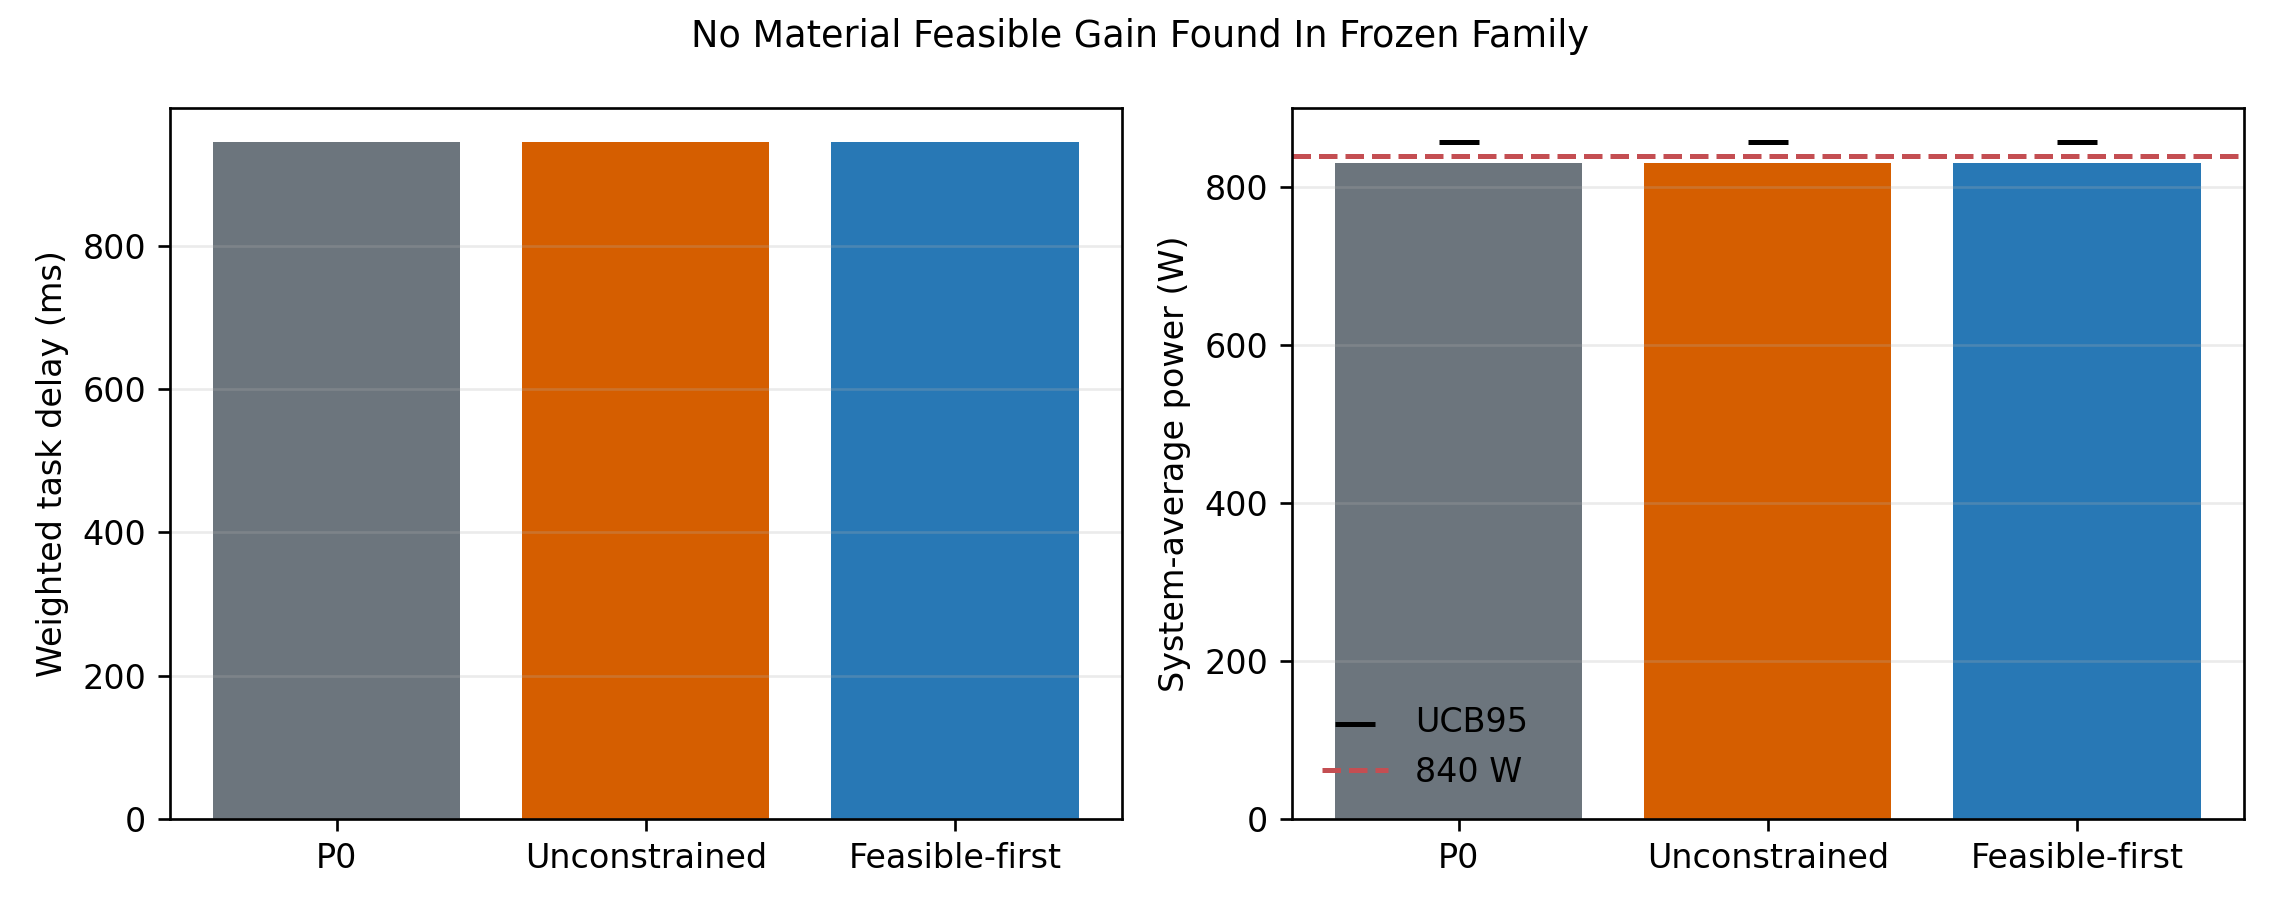 No Material Feasible Gain Found In Frozen Family
Weighted task delay (ms)
800
600
400
200
0
P0
Unconstrained
Feasible-first
System-average power (W)
800
600
400
200
0
UCB95
840 W
P0
Unconstrained
Feasible-first